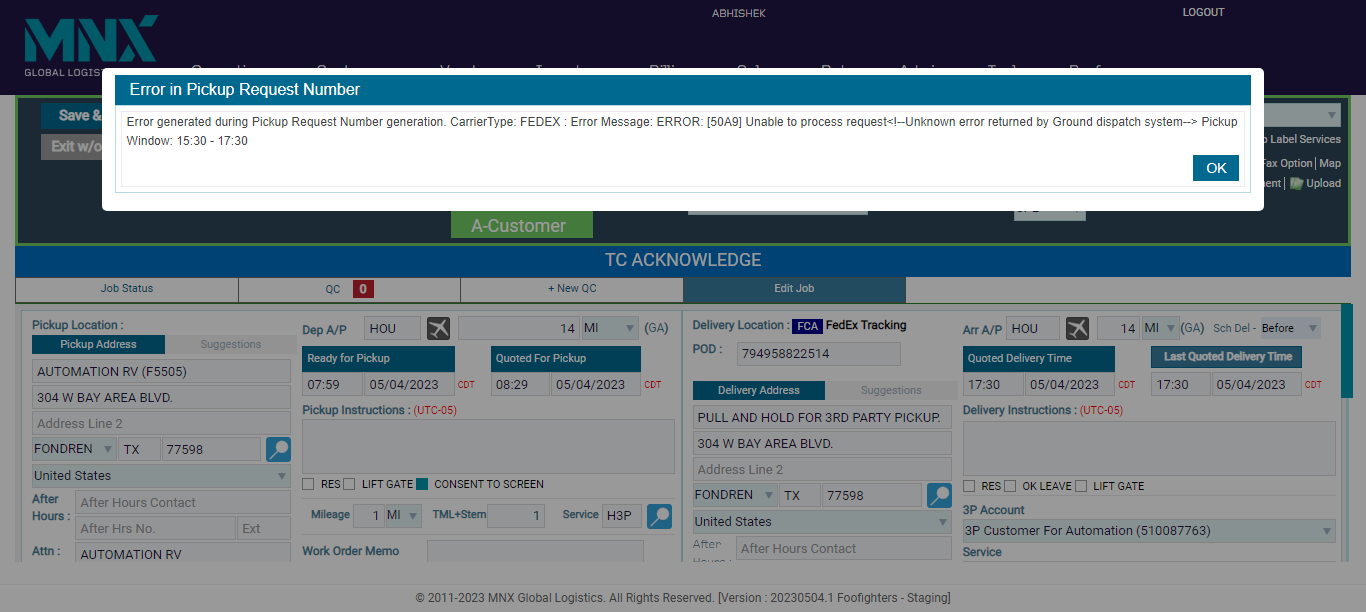 ABHISHEK
LOGOUT
MNX
GLOBAL LOGIS
Error in Pickup Request Number
Error generated during Pickup Request Number generation. CarrierType: FEDEX : Error Message: ERROR: [50A9] Unable to process request<!--Unknown error returned by Ground dispatch system--> Pickup
Window: 15:30 - 17:30
OK
Save &
Exit w/o
Label Services
Fax Option | Map
Upload
A-Customer
TC ACKNOWLEDGE
Job Status
QC 0
+ New QC
Edit Job
Pickup Location :
Pickup Address
Suggestions
AUTOMATION RV (F5505)
304 W BAY AREA BLVD.
Address Line 2
FONDREN TX 77598
United States
After Hours : After Hours Contact
After Hrs No. Ext
Attn : AUTOMATION RV
Dep A/P HOU 14 MI (GA)
Ready for Pickup
Quoted For Pickup
07:59 05/04/2023 CDT
08:29 05/04/2023 CDT
Pickup Instructions : (UTC-05)
RES LIFT GATE CONSENT TO SCREEN
Mileage 1 MI TML+Stem 1 Service H3P
Work Order Memo
Delivery Location : FCA FedEx Tracking
POD : 794958822514
Delivery Address
Suggestions
PULL AND HOLD FOR 3RD PARTY PICKUP.
304 W BAY AREA BLVD.
Address Line 2
FONDREN TX 77598
United States
After After Hours Contact
Arr A/P HOU 14 MI (GA) Sch Del - Before
Quoted Delivery Time
Last Quoted Delivery Time
17:30 05/04/2023 CDT
17:30 05/04/2023 CDT
Delivery Instructions : (UTC-05)
RES OK LEAVE LIFT GATE
3P Account
3P Customer For Automation (510087763)
Service
© 2011-2023 MNX Global Logistics. All Rights Reserved. [Version : 20230504.1 Foofighters - Staging]